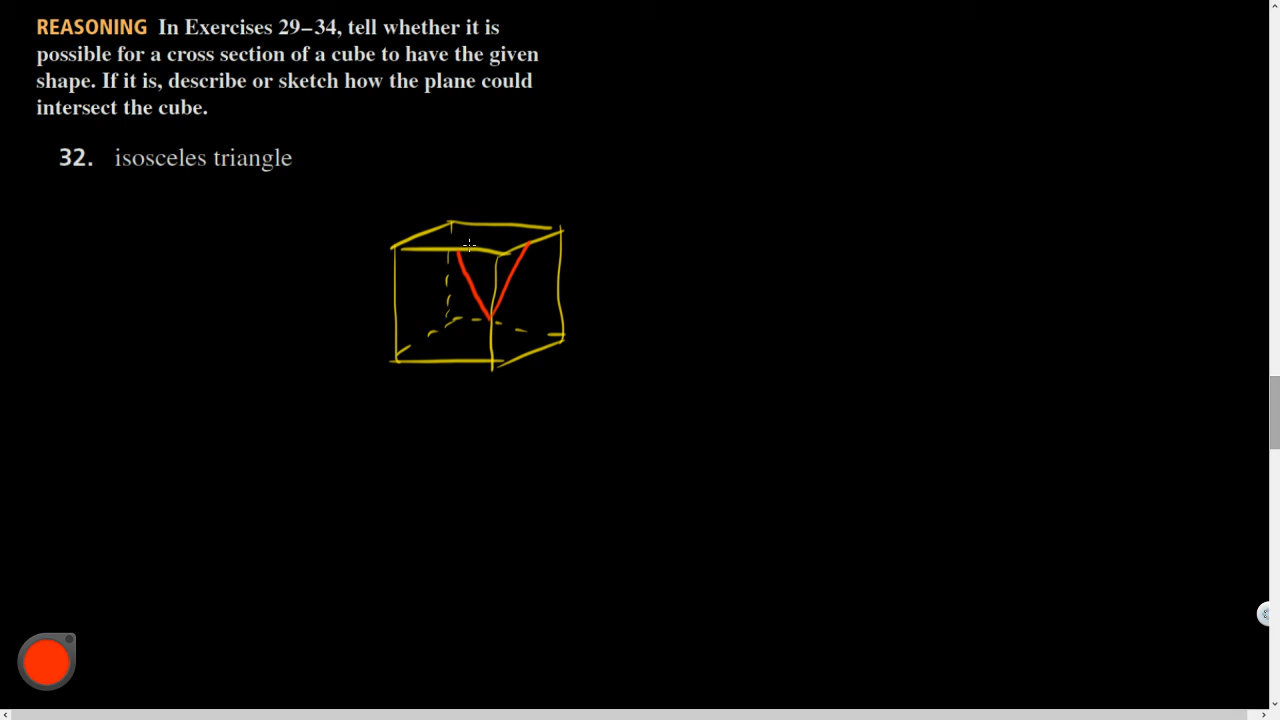 REASONING In Exercises 29–34, tell whether it is
possible for a cross section of a cube to have the given
shape. If it is, describe or sketch how the plane could
intersect the cube.
32. isosceles triangle